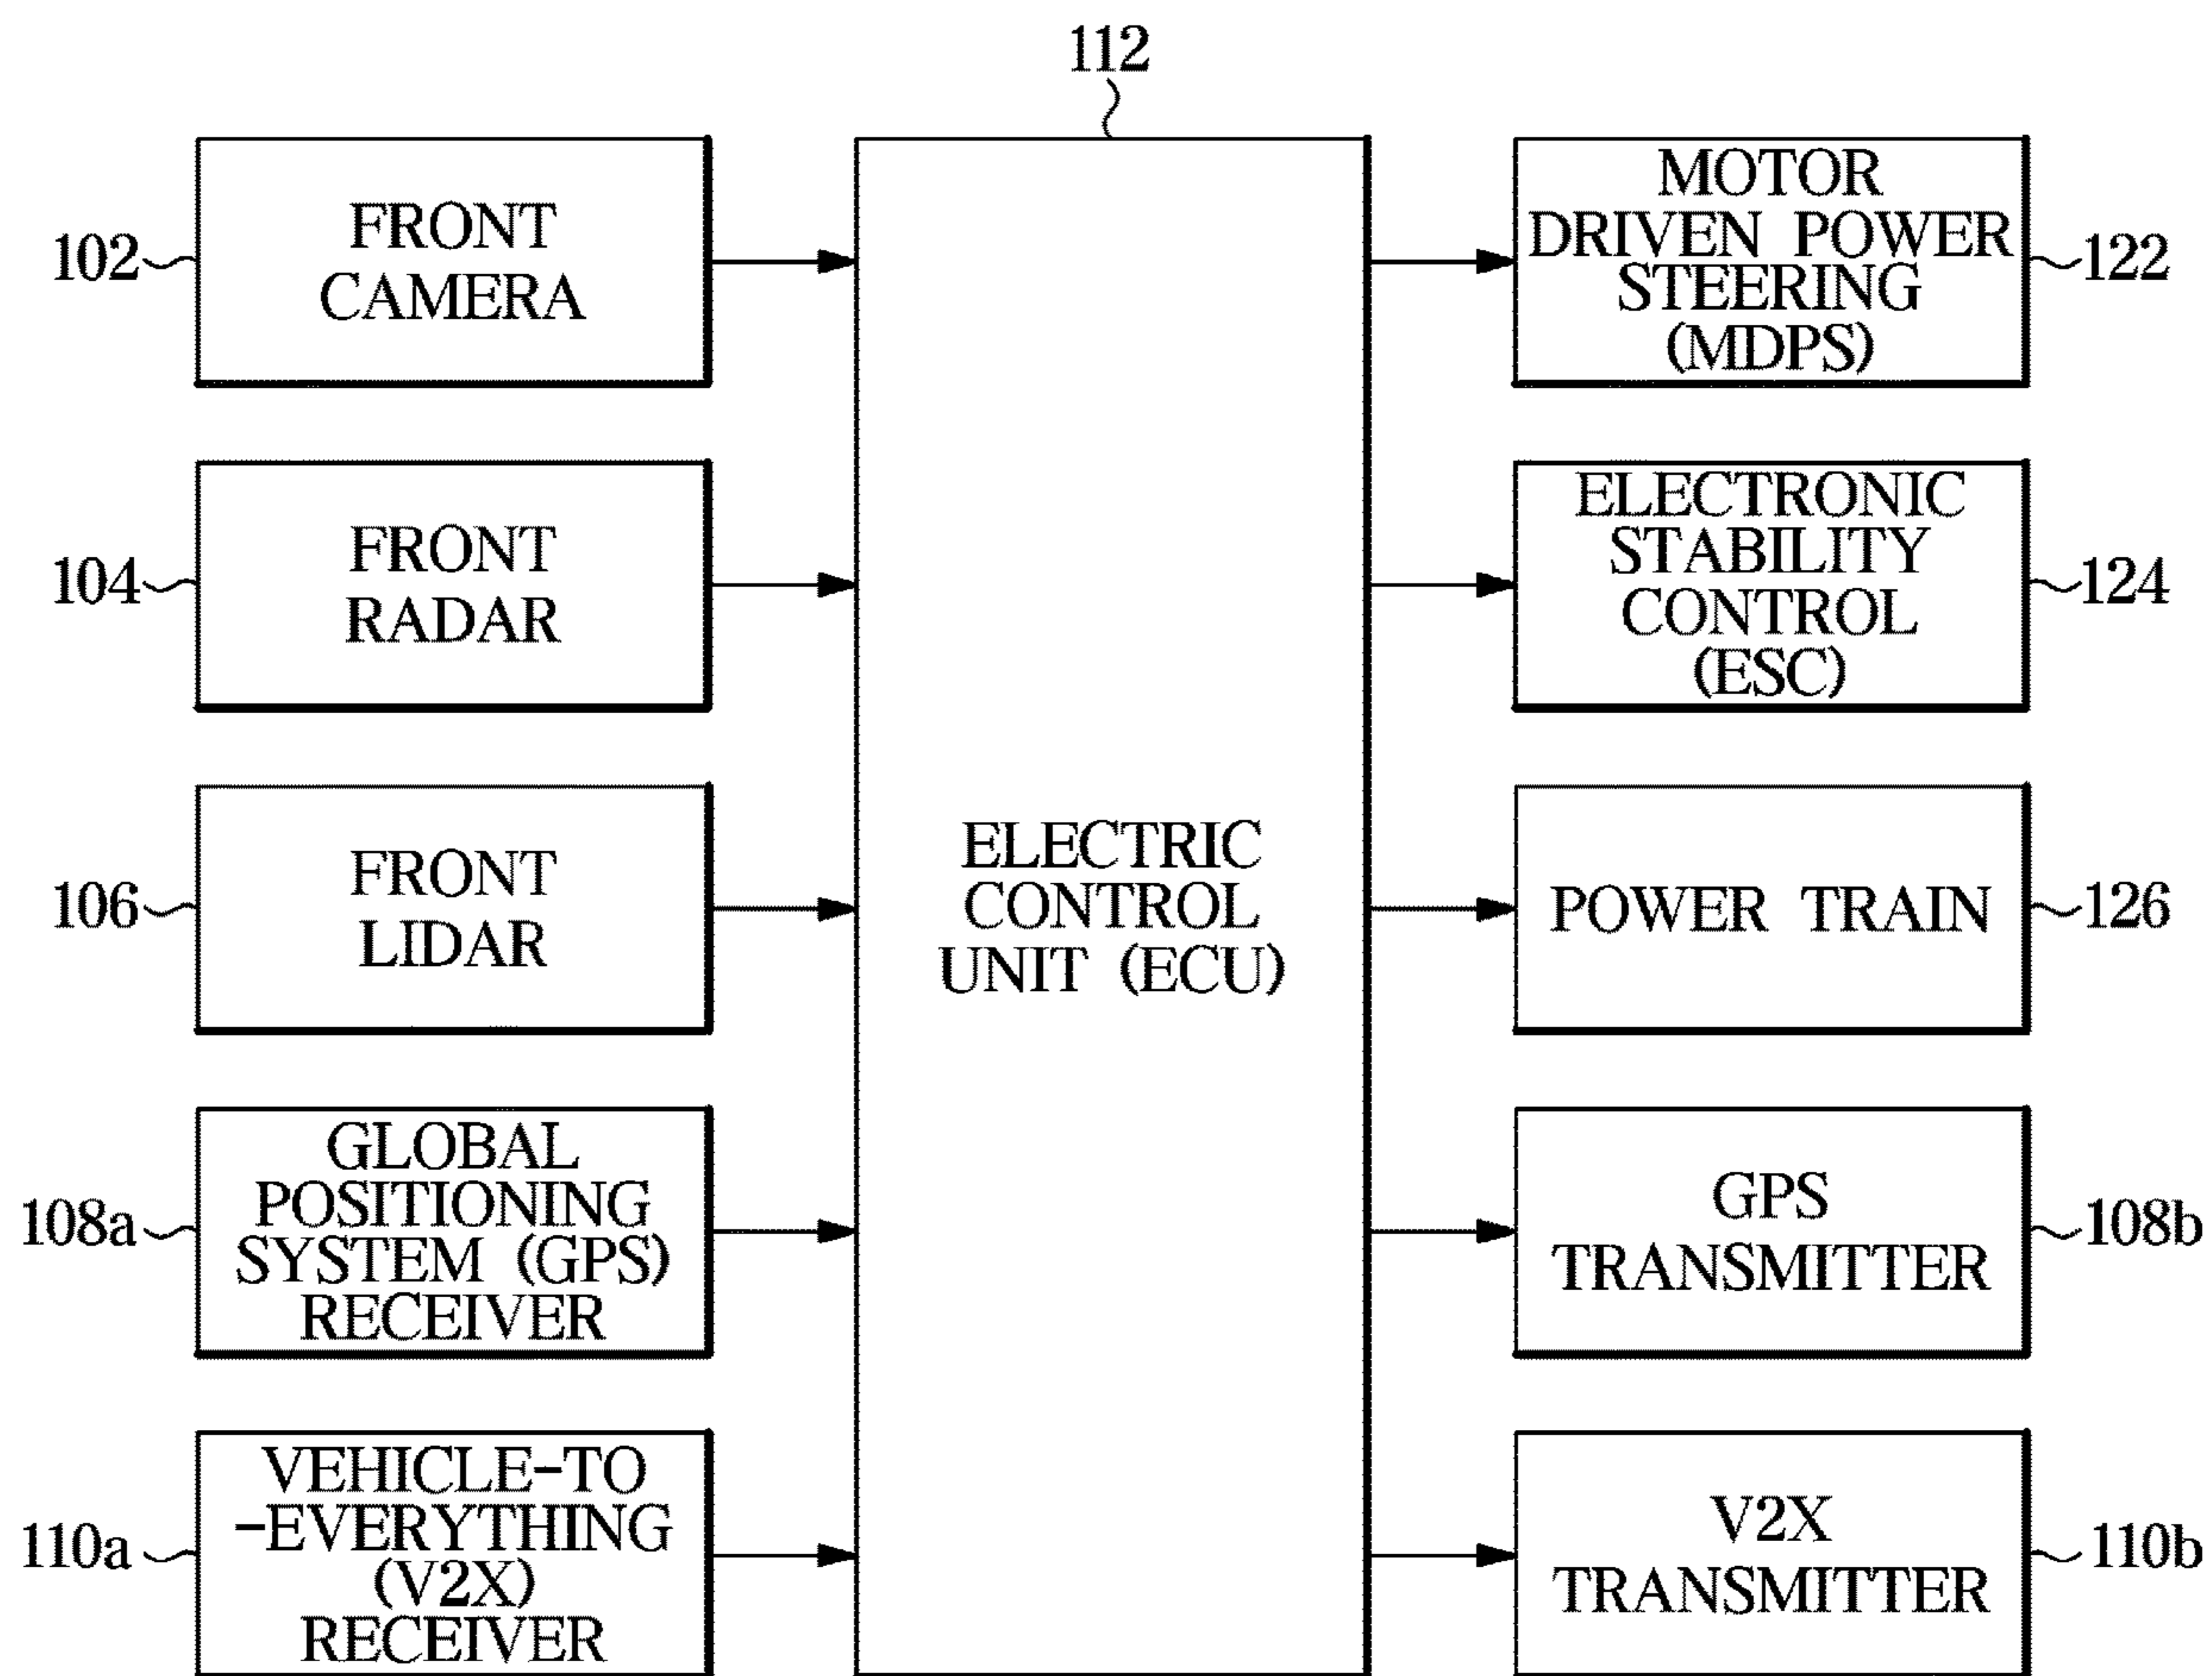 112
102
FRONT
CAMERA
104
FRONT
RADAR
106
FRONT
LIDAR
108a
GLOBAL
POSITIONING
SYSTEM (GPS)
RECEIVER
110a
VEHICLE-TO
-EVERYTHING
(V2X)
RECEIVER
ELECTRIC
CONTROL
UNIT (ECU)
MOTOR
DRIVEN POWER
STEERING
(MDPS)
122
ELECTRONIC
STABILITY
CONTROL
(ESC)
124
POWER TRAIN
126
GPS
TRANSMITTER
108b
V2X
TRANSMITTER
110b